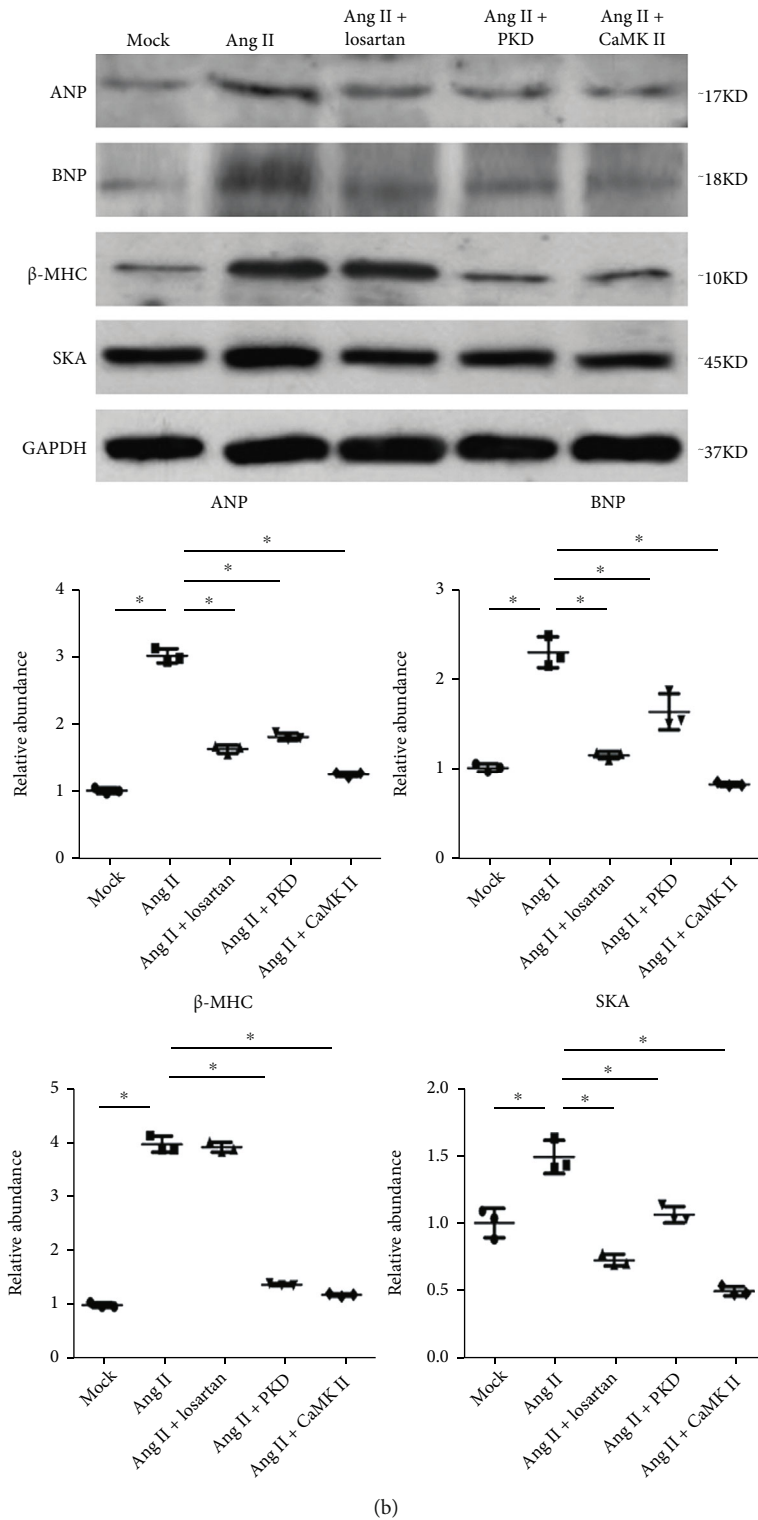 Mock Ang II Ang II + losartan Ang II + PKD Ang II + CaMK II
ANP -17KD
BNP -18KD
β-MHC -10KD
SKA -45KD
GAPDH -37KD
ANP
* * * *
Relative abundance
4
3
2
1
0
Mock
Ang II
Ang II + losartan
Ang II + PKD
Ang II + CaMK II
BNP
* * * *
Relative abundance
3
2
1
0
Mock
Ang II
Ang II + losartan
Ang II + PKD
Ang II + CaMK II
β-MHC
* * *
Relative abundance
5
4
3
2
1
0
Mock
Ang II
Ang II + losartan
Ang II + PKD
Ang II + CaMK II
SKA
* * * *
Relative abundance
2.0
1.5
1.0
0.5
0.0
Mock
Ang II
Ang II + losartan
Ang II + PKD
Ang II + CaMK II
(b)